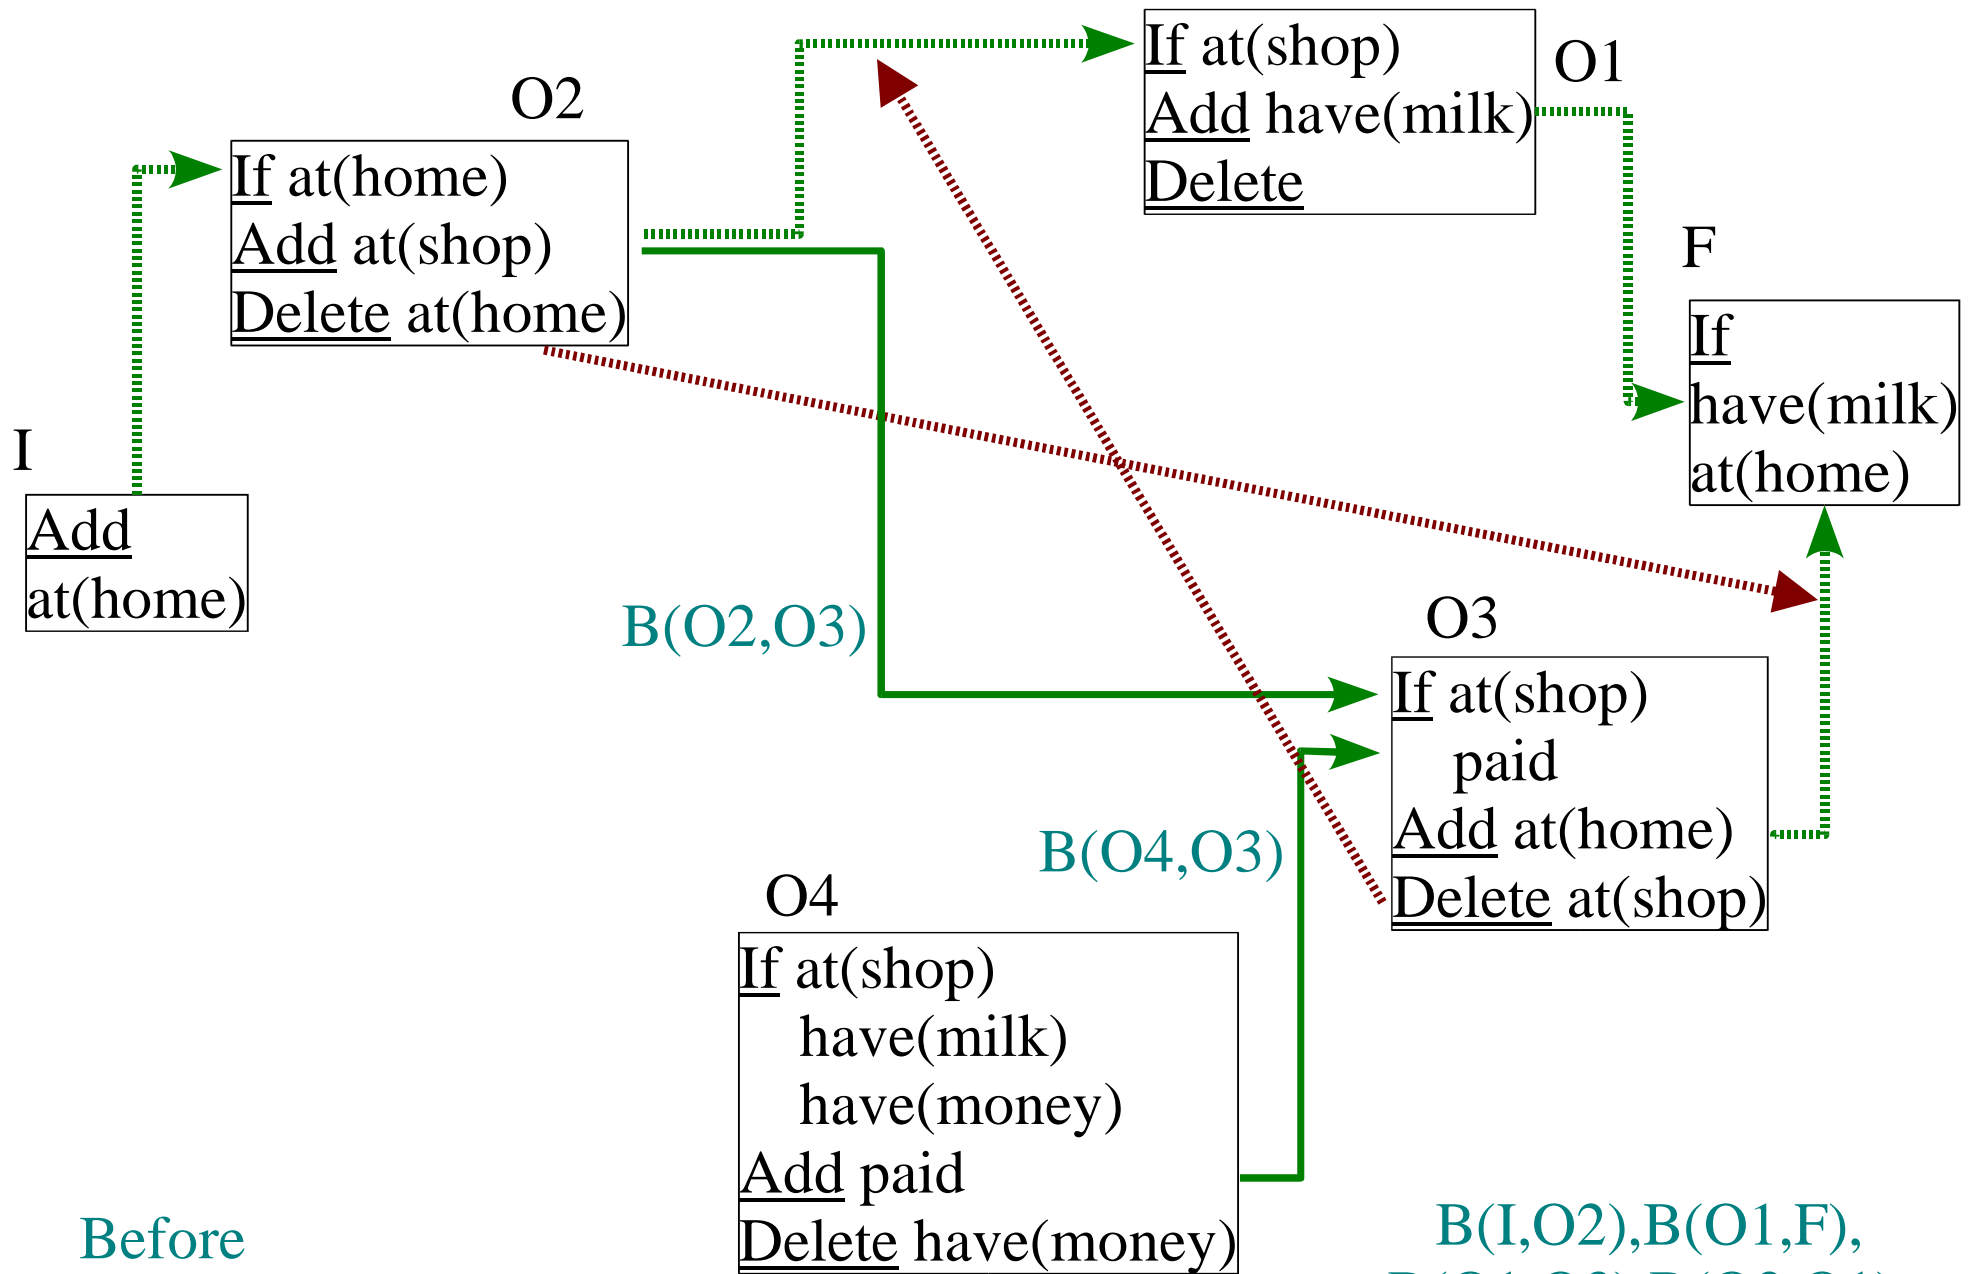 If at(shop)
Add have(milk)
Delete
O1
O2
If at(home)
Add at(shop)
Delete at(home)
F
If
have(milk)
at(home)
I
Add
at(home)
B(O2,O3)
O3
If at(shop)
paid
Add at(home)
Delete at(shop)
B(O4,O3)
O4
If at(shop)
have(milk)
have(money)
Add paid
Delete have(money)
Before
B(I,O2),B(O1,F),